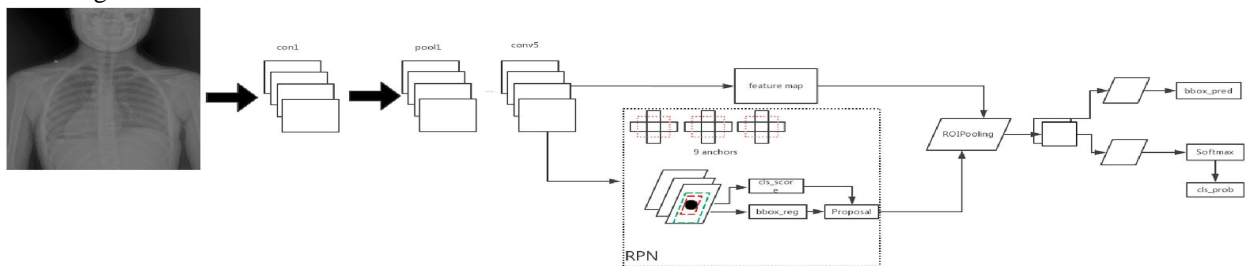 con1
pool1
...
conv5
feature map
9 anchors
cls_scor
e
bbox_reg
Proposal
RPN
ROIPooling
bbox_pred
Softmax
cls_prob